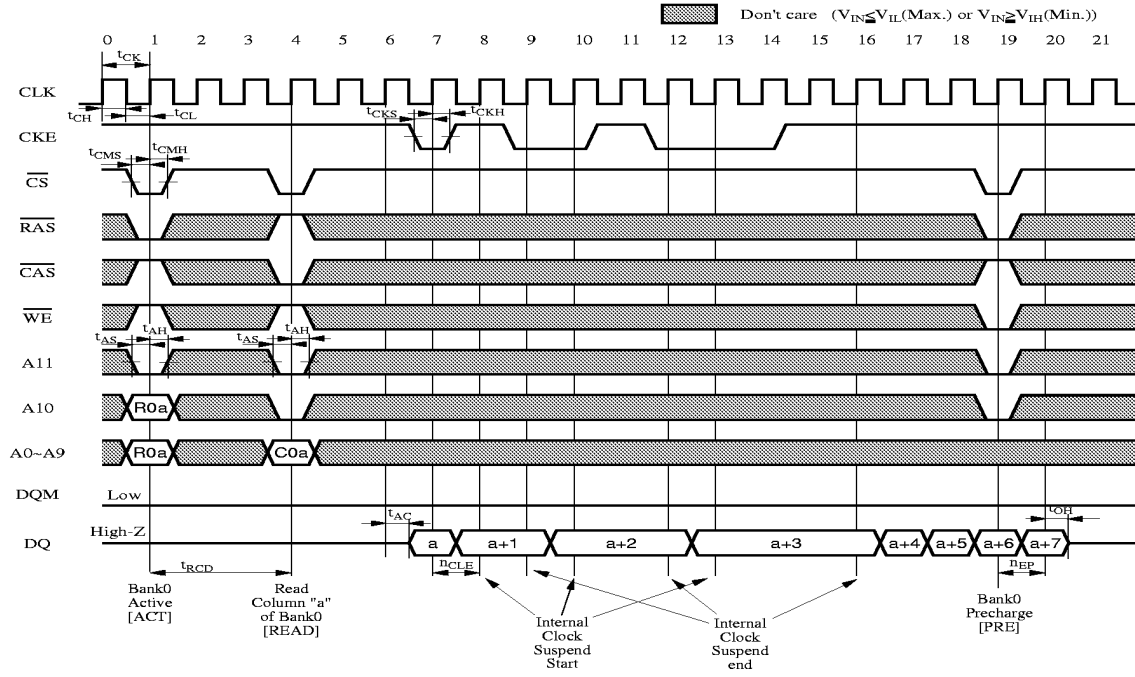 Don't care (VIN≤VIL(Max.) or VIN≥VIH(Min.))
0 1 2 3 4 5 6 7 8 9 10 11 12 13 14 16 17 18 19 20 21
tCK
CLK
tCH tCL tCKS tCKH
CKE
tCMS tCMH
CS
RAS
CAS
WE
tAS tAH tAS tAH
A11
A10 R0a
A0~A9 R0a C0a
DQM Low
tAC tOH
High-Z
DQ a a+1 a+2 a+3 a+4 a+5 a+6 a+7
tRCD nCLE nEP
Bank0
Active
[ACT]
Read
Column "a"
of Bank0
[READ]
Internal
Clock
Suspend
Start
Internal
Clock
Suspend
end
Bank0
Precharge
[PRE]